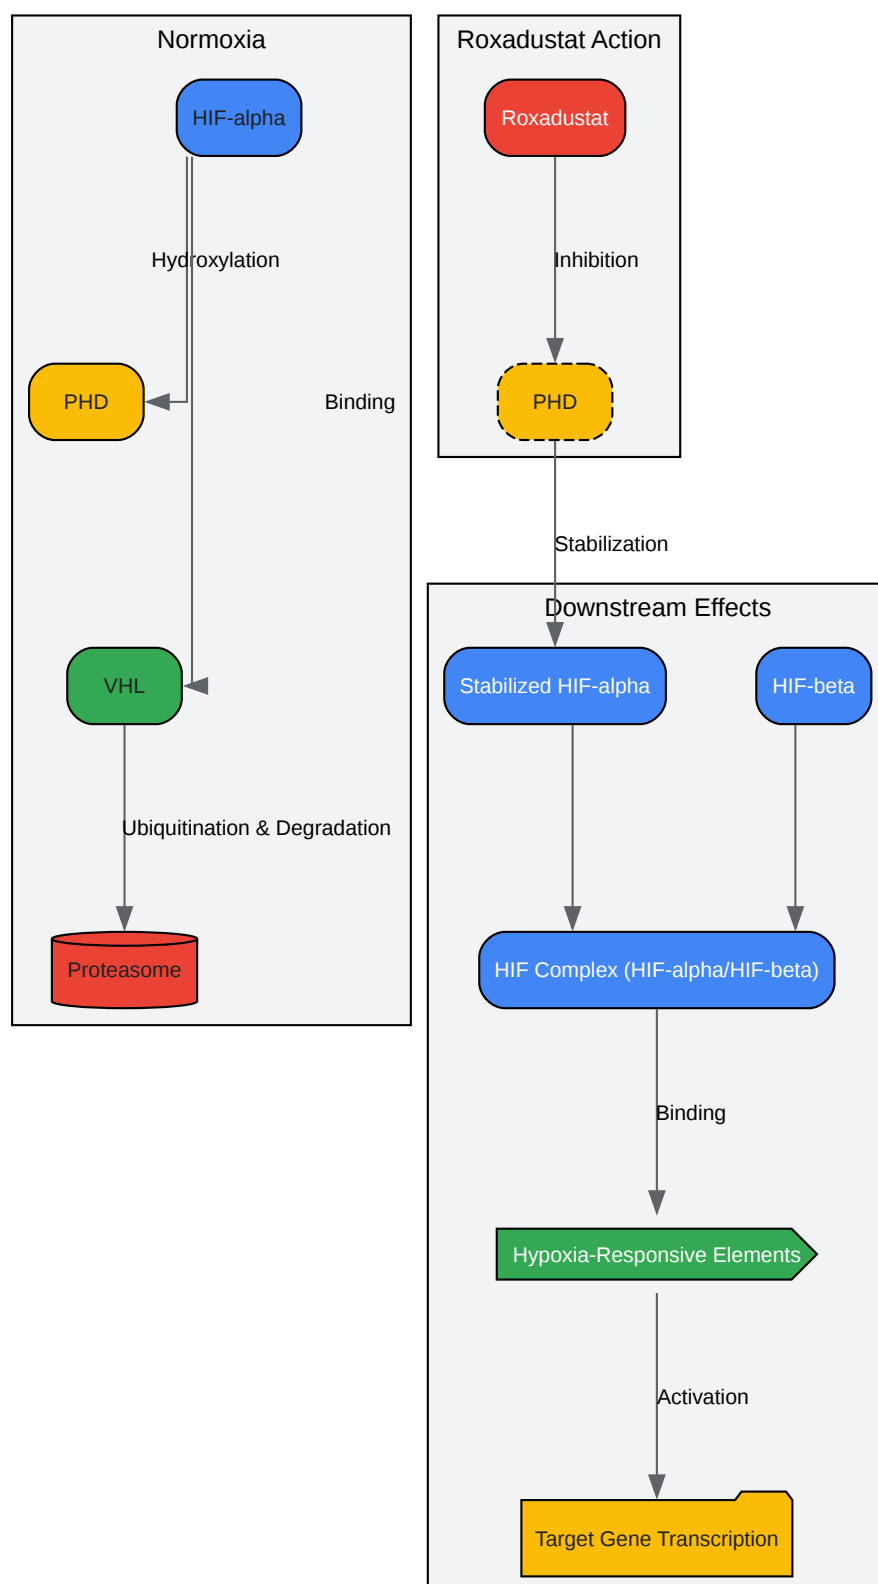 Normoxia
HIF-alpha
Hydroxylation
PHD
Binding
VHL
Ubiquitination & Degradation
Proteasome
Roxadustat Action
Roxadustat
Inhibition
PHD
Stabilization
Downstream Effects
Stabilized HIF-alpha
HIF-beta
HIF Complex (HIF-alpha/HIF-beta)
Binding
Hypoxia-Responsive Elements
Activation
Target Gene Transcription